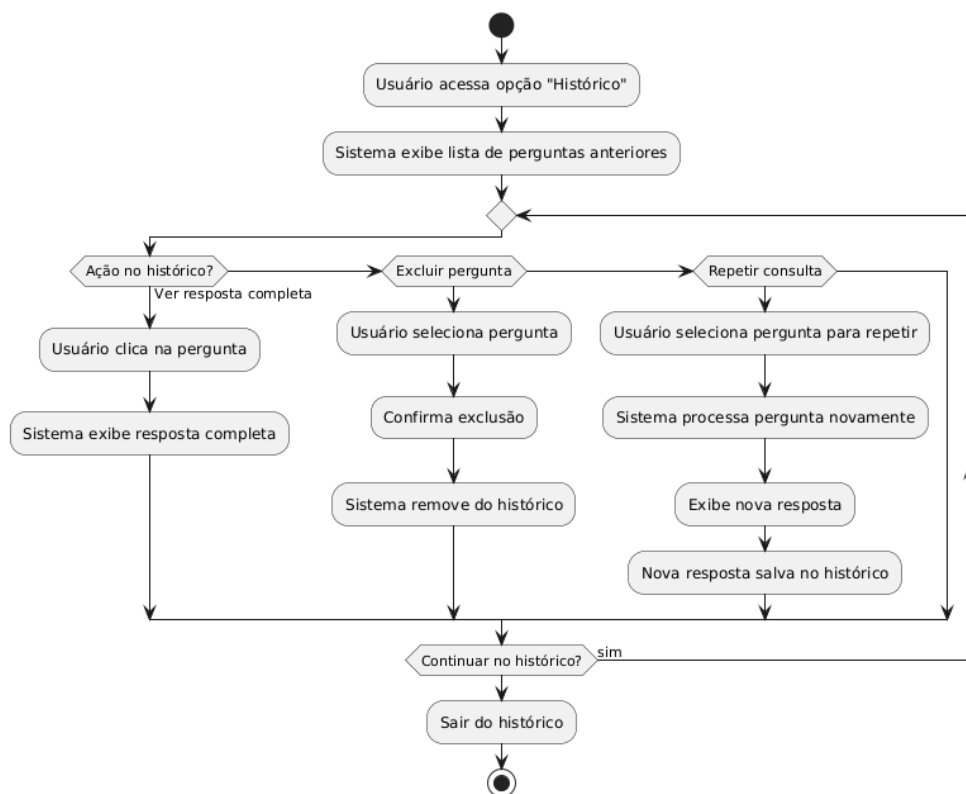 Usuário acessa opção "Histórico"
Sistema exibe lista de perguntas anteriores
Ação no histórico?
Excluir pergunta
Repetir consulta
Ver resposta completa
Usuário clica na pergunta
Usuário seleciona pergunta
Usuário seleciona pergunta para repetir
Sistema exibe resposta completa
Confirma exclusão
Sistema processa pergunta novamente
Sistema remove do histórico
Exibe nova resposta
Nova resposta salva no histórico
Continuar no histórico?
sim
Sair do histórico